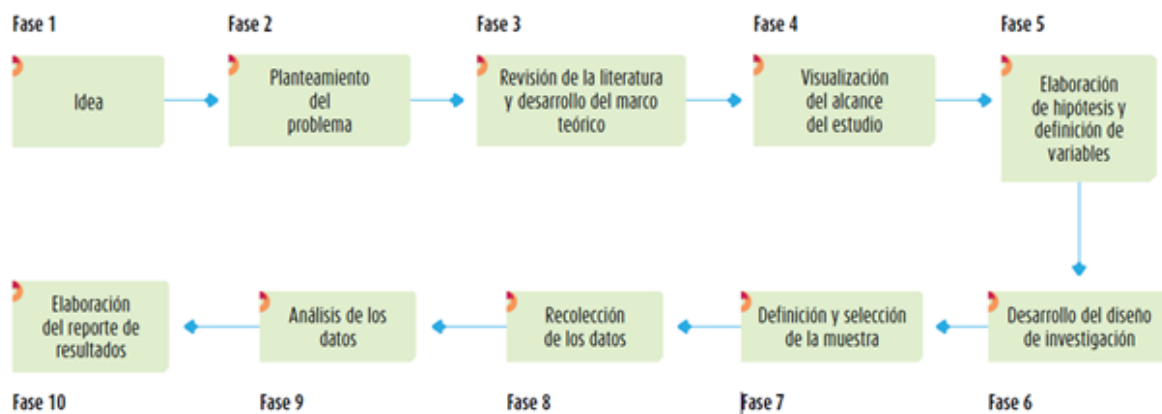 Fase 1
Idea
Fase 2
Planteamiento
del
problema
Fase 3
Revisión de la literatura
y desarrollo del marco
teórico
Fase 4
Visualización
del alcance
del estudio
Fase 5
Elaboración
de hipótesis y
definición de
variables
Desarrollo del diseño
de investigación
Fase 6
Definición y selección
de la muestra
Fase 7
Recolección
de los datos
Fase 8
Análisis de los
datos
Fase 9
Elaboración
del reporte de
resultados
Fase 10